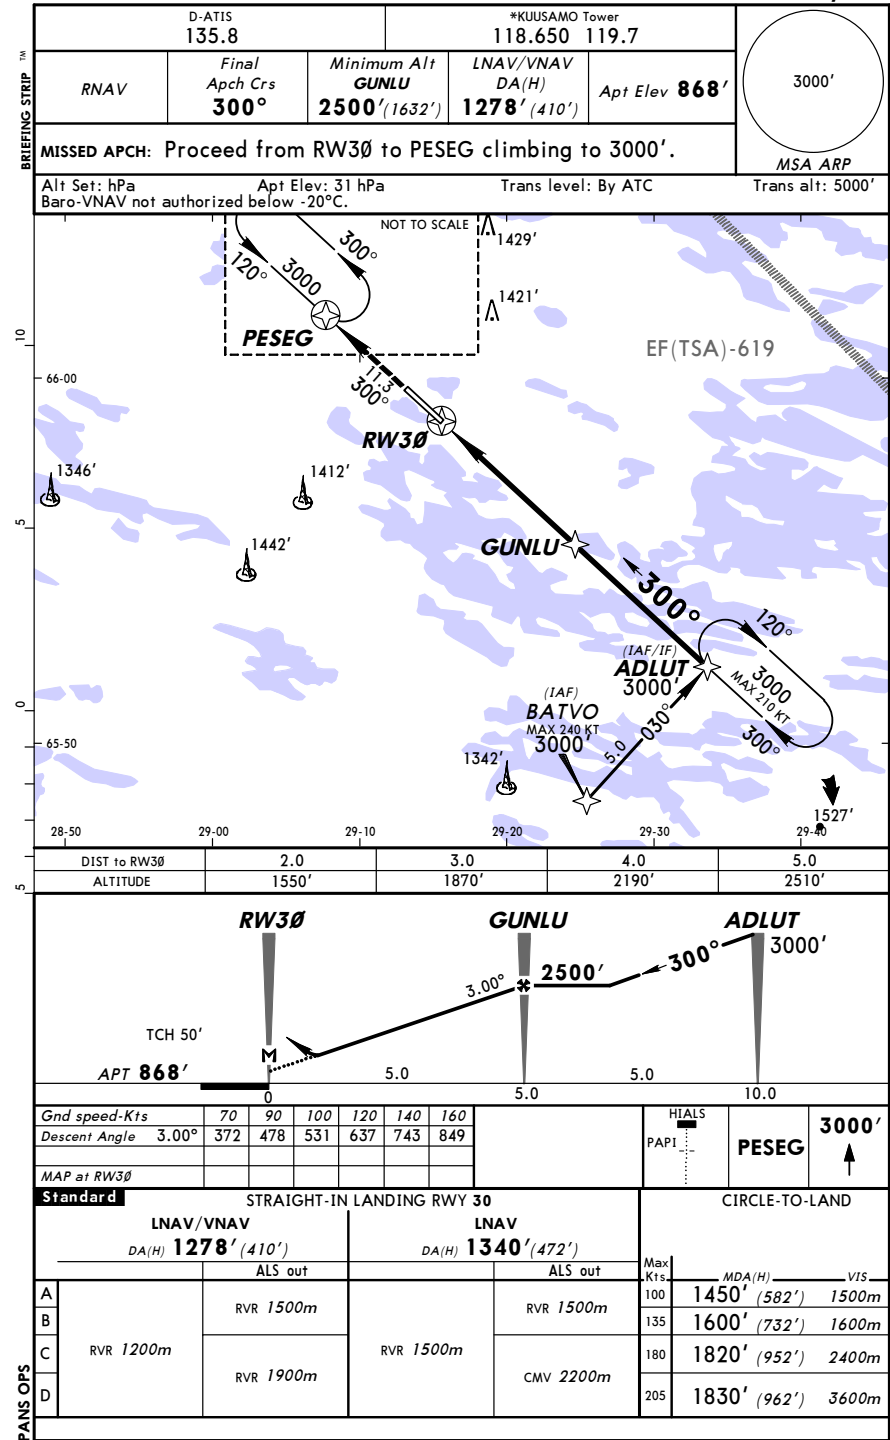 D-ATIS
135.8
*KUUSAMO Tower
118.650 119.7
BRIEFING STRIP TM
RNAV
Final
Apch Crs
300°
Minimum Alt
GUNLU
2500'(1632')
LNAV/VNAV
DA(H)
1278'(410')
Apt Elev 868'
3000'
MSA ARP
MISSED APCH: Proceed from RW3Ø to PESEG climbing to 3000'.
Alt Set: hPa Apt Elev: 31 hPa Trans level: By ATC Trans alt: 5000'
Baro-VNAV not authorized below -20°C.
NOT TO SCALE
1429'
300°
120°
3000
1421'
PESEG
EF(TSA)-619
10
66-00
11.3
300°
RW3Ø
1346'
1412'
5
1442'
GUNLU
300°
120°
(IAF/IF)
ADLUT
3000'
3000
MAX 210 KT
300°
(IAF)
BATVO
MAX 240 KT
3000'
030°
5.0
0
65-50
1342'
1527'
28-50 29-00 29-10 29-20 29-30 29-40
5
DIST to RW3Ø 2.0 3.0 4.0 5.0
ALTITUDE 1550' 1870' 2190' 2510'
RW3Ø GUNLU ADLUT
3000'
300°
2500'
3.00°
TCH 50'
M
APT 868'
5.0 5.0
0 5.0 10.0
Gnd speed-Kts 70 90 100 120 140 160
Descent Angle 3.00° 372 478 531 637 743 849
MAP at RW3Ø
HIALS
PAPI
PESEG
3000'
Standard
STRAIGHT-IN LANDING RWY 30
CIRCLE-TO-LAND
LNAV/VNAV
DA(H) 1278'(410')
LNAV
DA(H) 1340'(472')
ALS out
ALS out
Max
Kts
MDA(H) VIS
A
B
C
D
RVR 1200m
RVR 1500m
RVR 1900m
RVR 1500m
RVR 1500m
CMV 2200m
100 1450' (582') 1500m
135 1600' (732') 1600m
180 1820' (952') 2400m
205 1830' (962') 3600m
PANS OPS